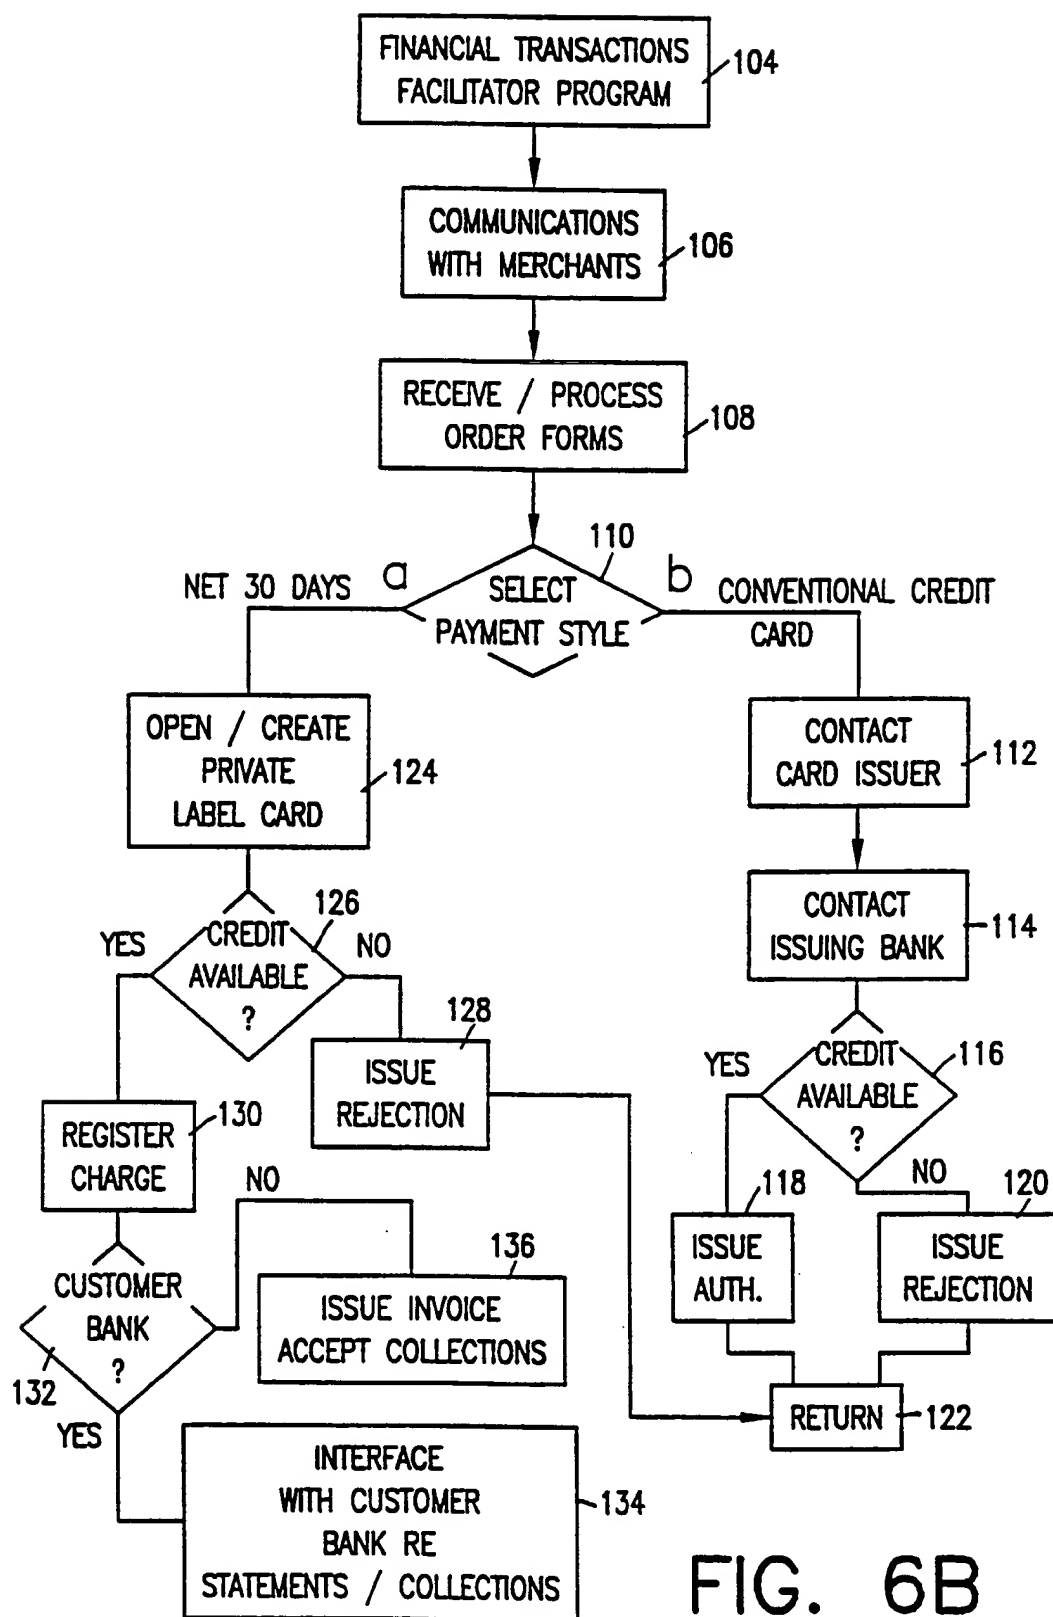 FINANCIAL TRANSACTIONS
FACILITATOR PROGRAM
104
COMMUNICATIONS
WITH MERCHANTS
106
RECEIVE / PROCESS
ORDER FORMS
108
110
a
b
NET 30 DAYS
SELECT
PAYMENT STYLE
CONVENTIONAL CREDIT
CARD
OPEN / CREATE
PRIVATE
LABEL CARD
124
CONTACT
CARD ISSUER
112
CONTACT
ISSUING BANK
114
126
YES
CREDIT
AVAILABLE
?
NO
128
ISSUE
REJECTION
YES
CREDIT
AVAILABLE
?
116
NO
130
REGISTER
CHARGE
NO
118
ISSUE
AUTH.
120
ISSUE
REJECTION
136
ISSUE INVOICE
ACCEPT COLLECTIONS
CUSTOMER
BANK
?
132
YES
RETURN
122
INTERFACE
WITH CUSTOMER
BANK RE
STATEMENTS / COLLECTIONS
134
FIG. 6B